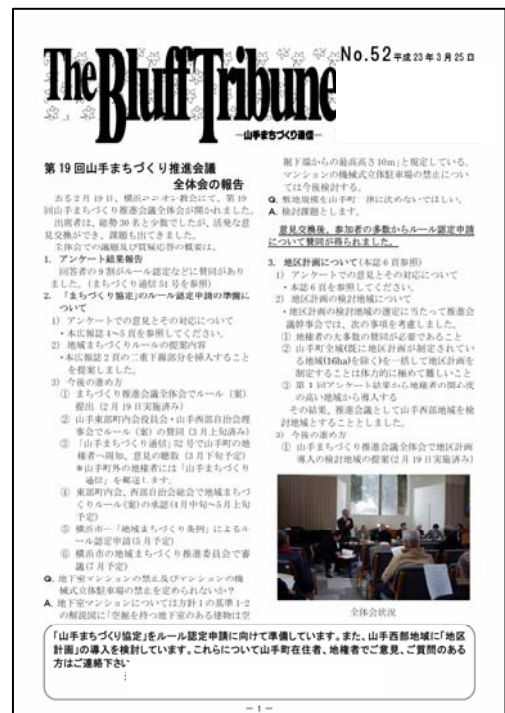 The Bluff Tribune
No.52 平成23年3月25日
―山手まちづくり通信―
第19回山手まちづくり推進会議
全体会の報告
去る2月19日、横浜ユニオン教会にて、第19
回山手まちづくり推進会議全体会が開かれました。
出席者は、総勢30名と少数でしたが、活発な意
見交換ができ、課題も出てきました。
全体会での議題及び質疑応答の概要は、
1. アンケート結果報告
回答者の9割がルール認定などに賛同があり
ました。(まちづくり通信51号を参照)
2. 「まちづくり協定」のルール認定申請の準備に
ついて
1) アンケートでの意見とその対応について
・本広報誌4~5頁を参照してください。
2) 地域まちづくりルールの提案内容
・本広報誌2頁の二重下線部分を挿入すること
を提案しました。
3) 今後の進め方
① まちづくり推進会議全体会でルール(案)
提出(2月19日実施済み)
② 山手東部町内会役員会・山手西部自治会理
事会でルール(案)の賛同(3月上旬済み)
③ 「山手まちづくり通信」52号で山手町の地
権者へ周知、意見の聴取(3月下旬予定)
*山手町外の地権者には「山手まちづくり
通信」を郵送します。
④ 東部町内会、西部自治会総会で地域まちづ
くりルール(案)の承認(4月中旬~5月上旬
予定)
⑤ 横浜市へ「地域まちづくり条例」によるル
ール認定申請(5月予定)
⑥ 横浜市の地域まちづくり推進委員会で審
議(7月予定)
Q. 地下室マンションの禁止及びマンションの機
械式立体駐車場の禁止を定められないか?
A. 地下室マンションについては方針1の基準1-2
の解説図に「空掘を持つ地下室のある建物は空
掘下端からの最高高さ10m」と規定している。
マンションの機械式立体駐車場の禁止につい
ては今後検討する。
Q. 敷地規模を山手町一律に決めないでほしい。
A. 検討課題とします。
意見交換後、参加者の多数からルール認定申請
について賛同が得られました。
3. 地区計画について(本誌6頁参照)
1) アンケートでの意見とその対応について
・本誌6頁を参照してください。
2) 地区計画の検討地域について
・地区計画の検討地域の選定に当たって推進会
議幹事会では、次の事項を考慮しました。
① 地権者の大多数の賛同が必要であること
② 山手町全域(既に地区計画が制定されてい
る地域(16ha)を除く)を一括して地区計画を
制定することは体力的に極めて難しいこと
③ 第1回アンケート結果から地権者の関心度
の高い地域から導入する
その結果、推進会議として山手西部地域を検
討地域とすることとしました。
3) 今後の進め方
① 山手まちづくり推進会議全体会で地区計画
導入の検討地域の提案(2月19日実施済み)
全体会状況
「山手まちづくり協定」をルール認定申請に向けて準備しています。また、山手西部地域に「地区
計画」の導入を検討しています。これらについて山手町在住者、地権者でご意見、ご質問のある
方はご連絡下さい
- 1 -